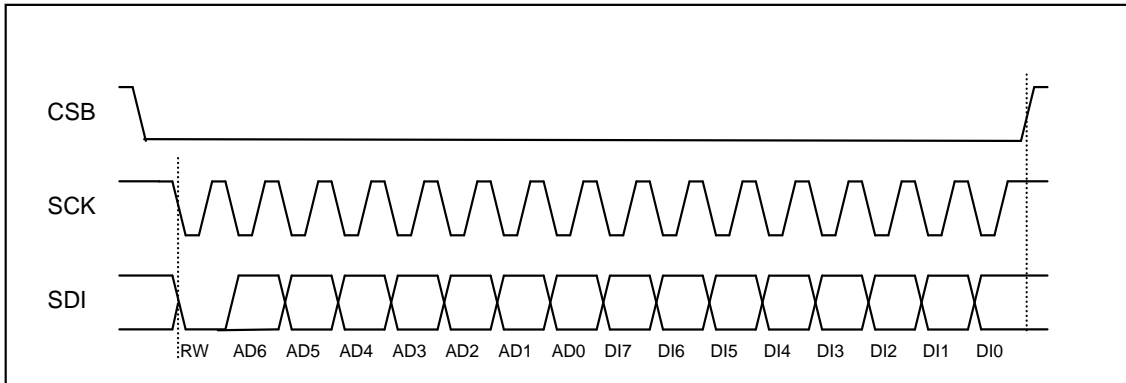 CSB
SCK
SDI
RW AD6 AD5 AD4 AD3 AD2 AD1 AD0 DI7 DI6 DI5 DI4 DI3 DI2 DI1 DI0